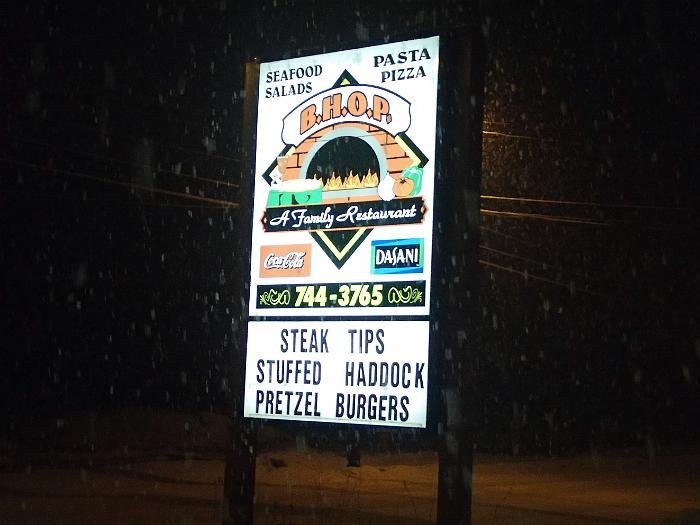 SEAFOOD
SALADS
PASTA
PIZZA
B.H.O.P.
A Family Restaurant
Coca-Cola
DASANI
744-3765
STEAK TIPS
STUFFED HADDOCK
PRETZEL BURGERS